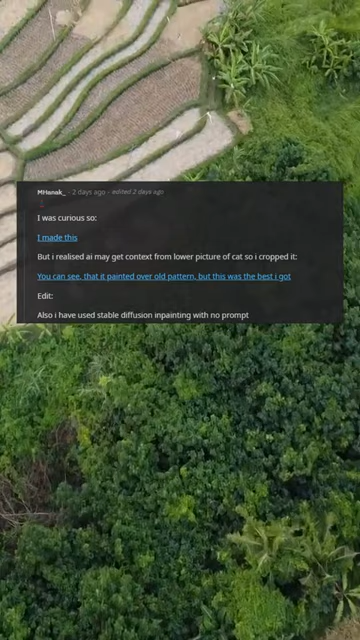 MHanak_ - 2 days ago - edited 2 days ago
I was curious so:
I made this
But i realised ai may get context from lower picture of cat so i cropped it:
You can see, that it painted over old pattern, but this was the best i got
Edit:
Also i have used stable diffusion inpainting with no prompt